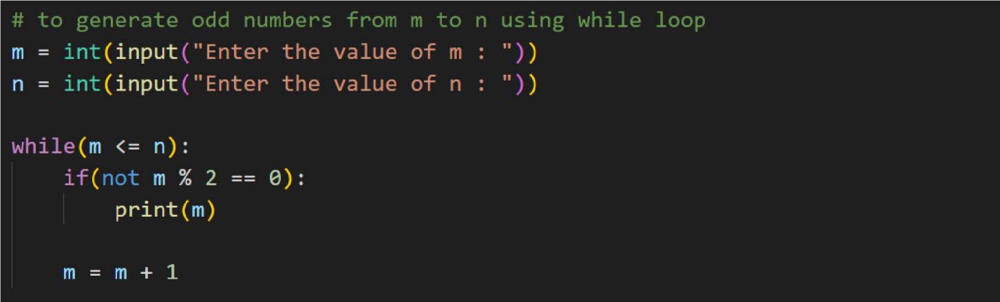 # to generate odd numbers from m to n using while loop
m = int(input("Enter the value of m : "))
n = int(input("Enter the value of n : "))
while(m <= n):
    if(not m % 2 == 0):
        print(m)
    m = m + 1